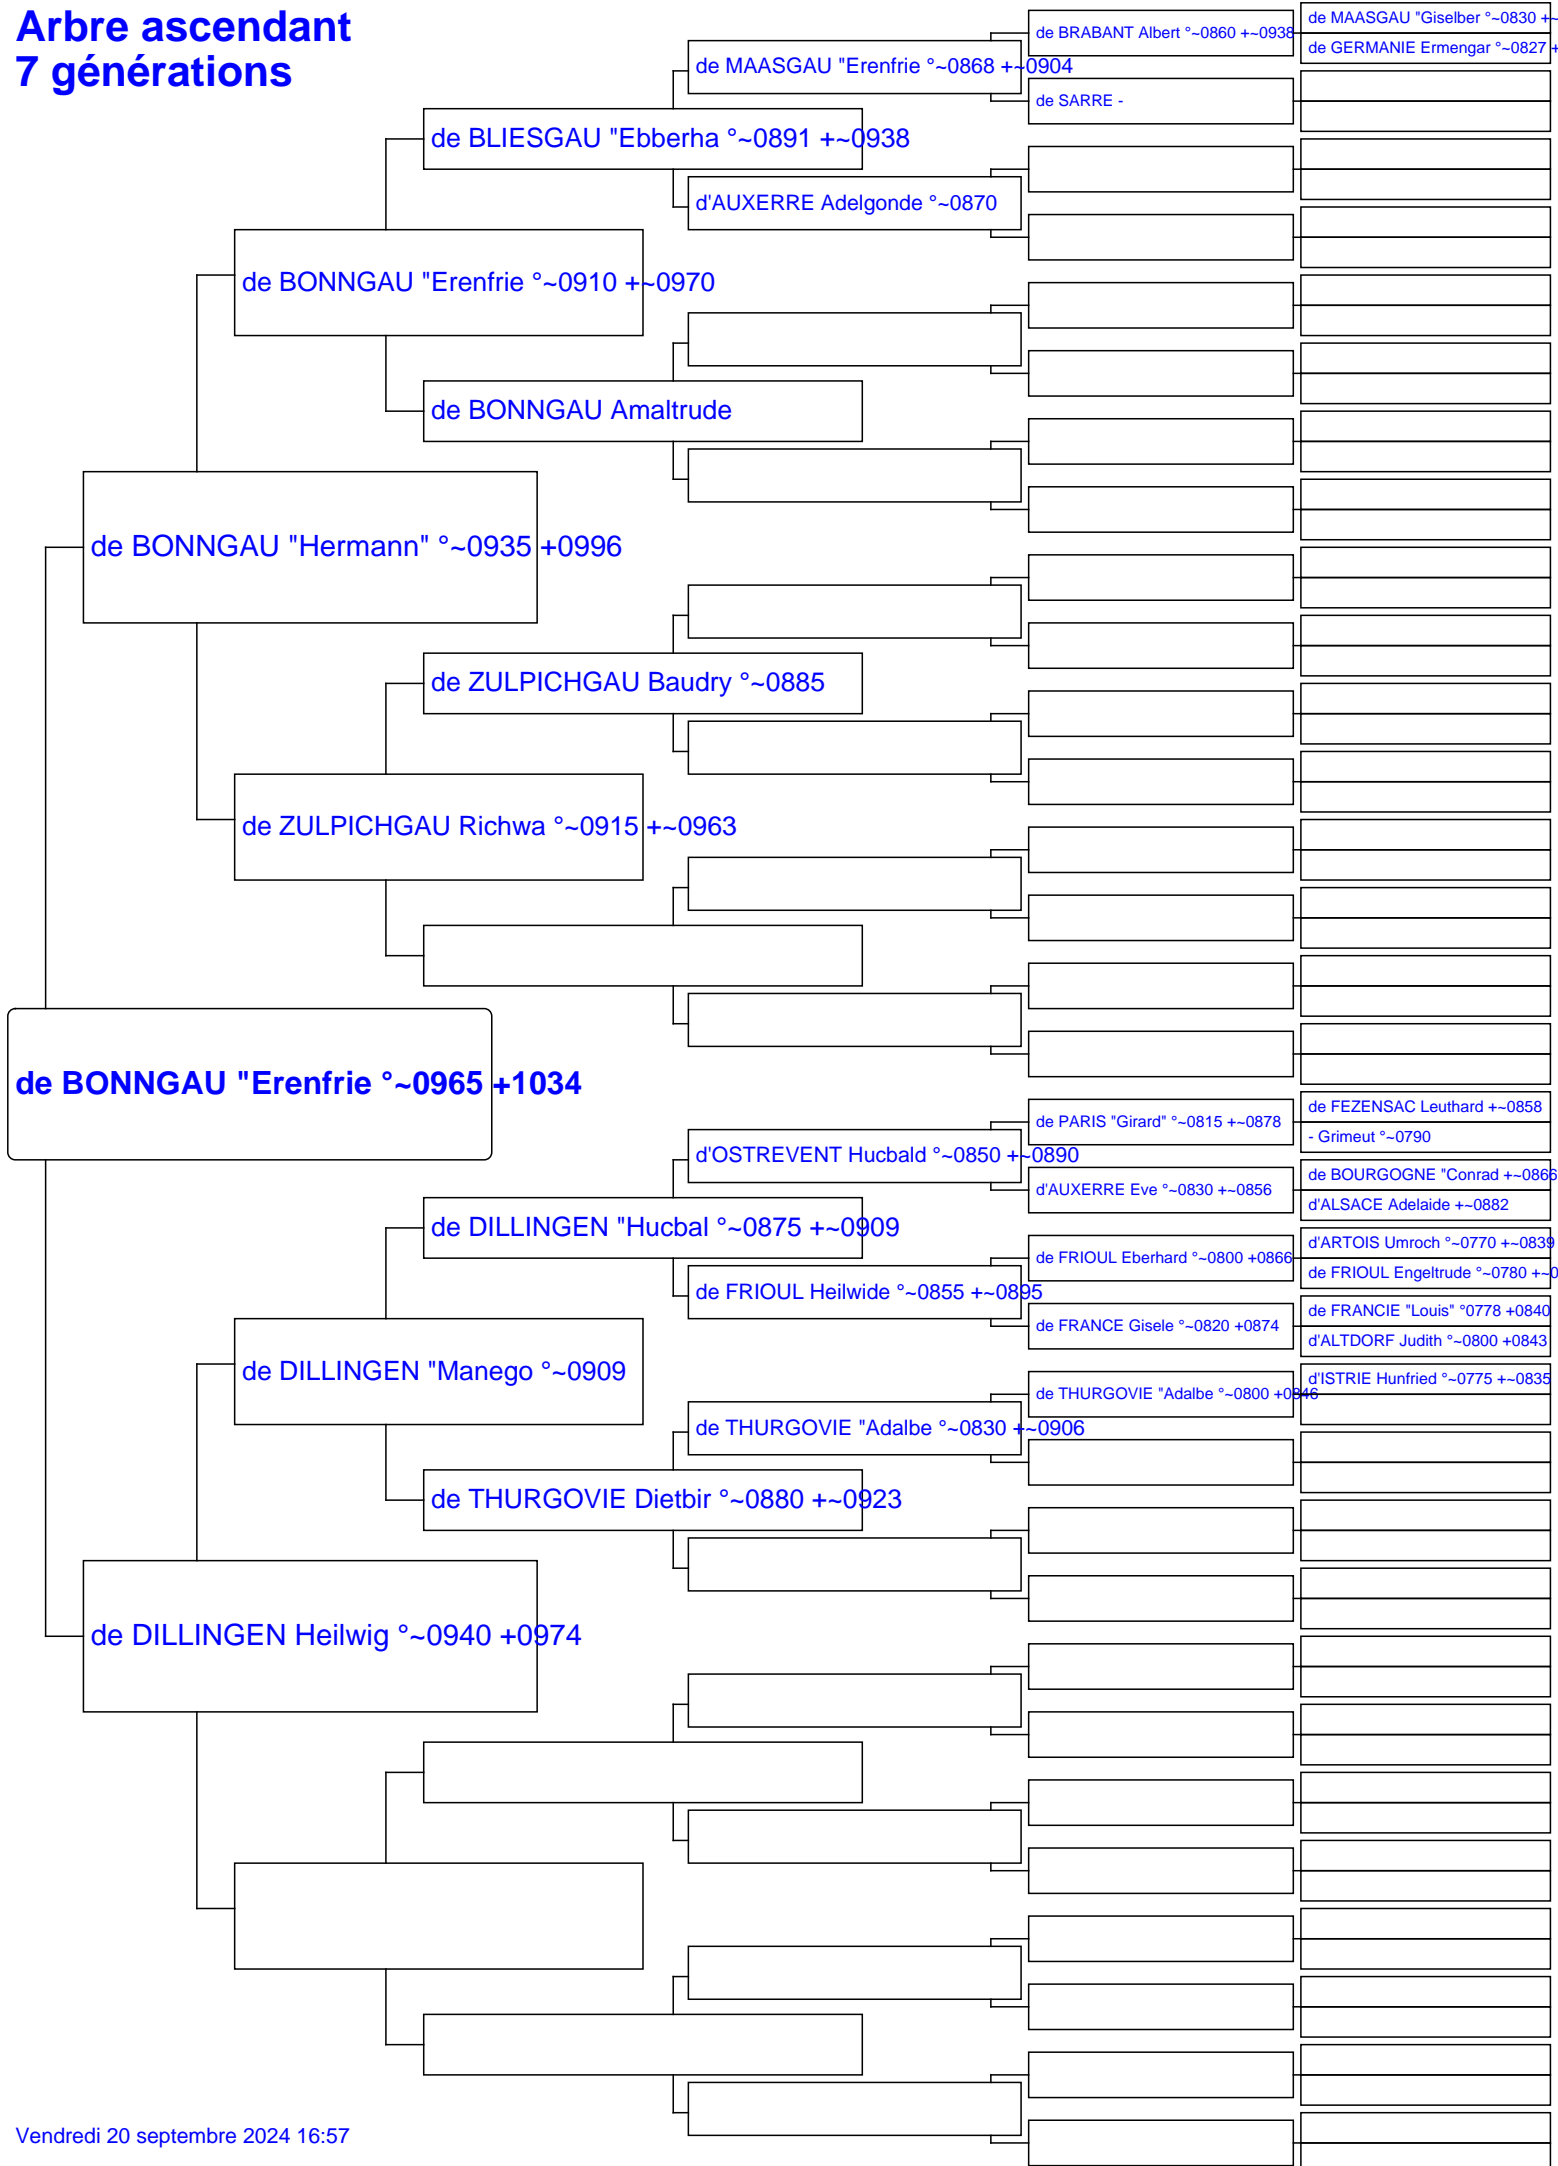 Arbre ascendant
7 générations
de BRABANT Albert °~0860 +~0938
de MAASGAU "Giselber °~0830 +~
de GERMANIE Ermengar °~0827 +
de MAASGAU "Erenfrie °~0868 +~0904
de SARRE -
de BLIESGAU "Ebberha °~0891 +~0938
d'AUXERRE Adelgonde °~0870
de BONNGAU "Erenfrie °~0910 +~0970
de BONNGAU Amaltrude
de BONNGAU "Hermann" °~0935 +0996
de ZULPICHGAU Baudry °~0885
de ZULPICHGAU Richwa °~0915 +~0963
de BONNGAU "Erenfrie °~0965 +1034
de PARIS "Girard" °~0815 +~0878
de FEZENSAC Leuthard +~0858
- Grimeut °~0790
d'OSTREVENT Hucbald °~0850 +~0890
d'AUXERRE Eve °~0830 +~0856
de BOURGOGNE "Conrad +~0866
d'ALSACE Adelaide +~0882
de DILLINGEN "Hucbal °~0875 +~0909
de FRIOUL Eberhard °~0800 +0866
d'ARTOIS Umroch °~0770 +~0839
de FRIOUL Engeltrude °~0780 +~0
de FRIOUL Heilwide °~0855 +~0895
de FRANCE Gisele °~0820 +0874
de FRANCIE "Louis" °0778 +0840
d'ALTDORF Judith °~0800 +0843
de DILLINGEN "Manego °~0909
de THURGOVIE "Adalbe °~0800 +0846
d'ISTRIE Hunfried °~0775 +~0835
de THURGOVIE "Adalbe °~0830 +~0906
de THURGOVIE Dietbir °~0880 +~0923
de DILLINGEN Heilwig °~0940 +0974
Vendredi 20 septembre 2024 16:57